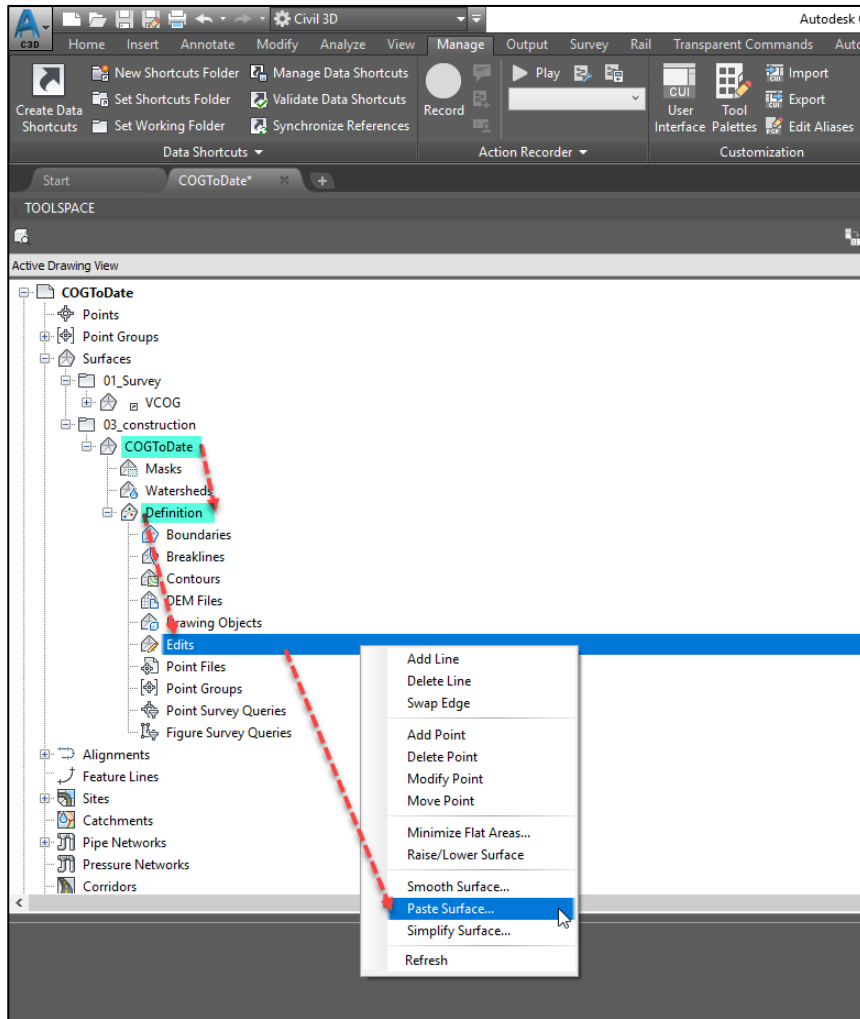 C3D
Civil 3D
Autodesk
Home Insert Annotate Modify Analyze View Manage Output Survey Rail Transparent Commands Auto
New Shortcuts Folder Manage Data Shortcuts Play Import
Create Data Set Shortcuts Folder Validate Data Shortcuts Record CUI User Tool Export
Shortcuts Set Working Folder Synchronize References Interface Palettes Edit Aliases
Data Shortcuts Action Recorder Customization
Start COGToDate*
TOOLSPACE
Active Drawing View
COGToDate
Points
Point Groups
Surfaces
01_Survey
VCOG
03_construction
COGToDate
Masks
Watersheds
Definition
Boundaries
Breaklines
Contours
DEM Files
Drawing Objects
Edits
Point Files
Point Groups
Point Survey Queries
Figure Survey Queries
Alignments
Feature Lines
Sites
Catchments
Pipe Networks
Pressure Networks
Corridors
Add Line
Delete Line
Swap Edge
Add Point
Delete Point
Modify Point
Move Point
Minimize Flat Areas...
Raise/Lower Surface
Smooth Surface...
Paste Surface...
Simplify Surface...
Refresh